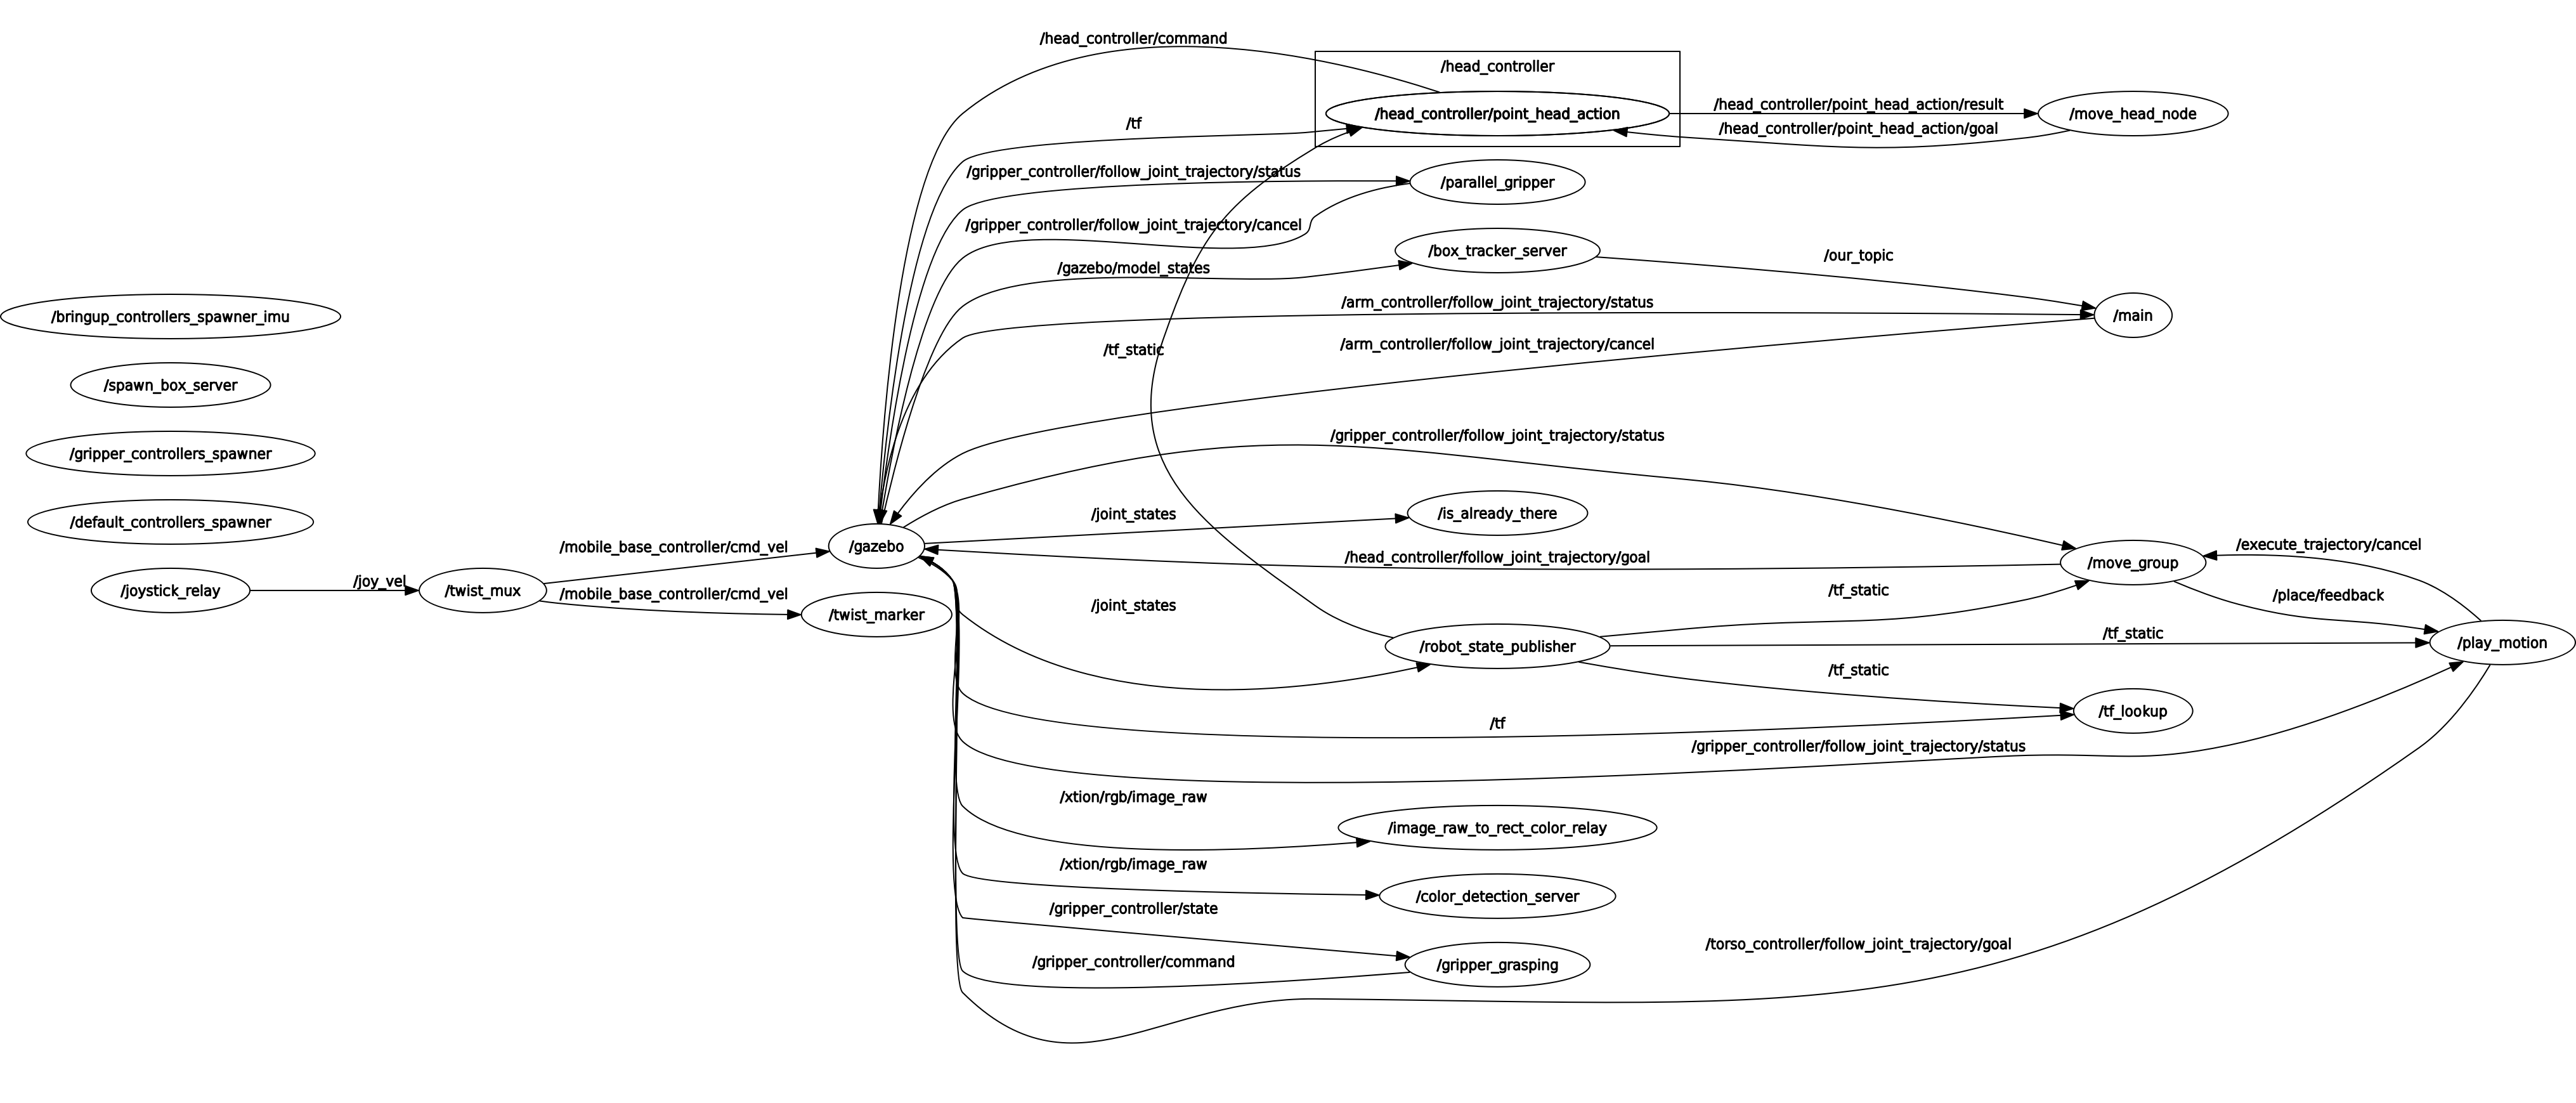 /head_controller/command
/head_controller
/head_controller/point_head_action
/head_controller/point_head_action/result
/move_head_node
/tf
/head_controller/point_head_action/goal
/gripper_controller/follow_joint_trajectory/status
/parallel_gripper
/gripper_controller/follow_joint_trajectory/cancel
/box_tracker_server
/our_topic
/gazebo/model_states
/arm_controller/follow_joint_trajectory/status
/main
/bringup_controllers_spawner_imu
/tf_static
/arm_controller/follow_joint_trajectory/cancel
/spawn_box_server
/gripper_controller/follow_joint_trajectory/status
/gripper_controllers_spawner
/joint_states
/is_already_there
/default_controllers_spawner
/mobile_base_controller/cmd_vel
/gazebo
/head_controller/follow_joint_trajectory/goal
/move_group
/execute_trajectory/cancel
/joystick_relay
/joy_vel
/twist_mux
/mobile_base_controller/cmd_vel
/twist_marker
/joint_states
/tf_static
/place/feedback
/robot_state_publisher
/tf_static
/play_motion
/tf_static
/tf_lookup
/tf
/gripper_controller/follow_joint_trajectory/status
/xtion/rgb/image_raw
/image_raw_to_rect_color_relay
/xtion/rgb/image_raw
/color_detection_server
/gripper_controller/state
/torso_controller/follow_joint_trajectory/goal
/gripper_controller/command
/gripper_grasping